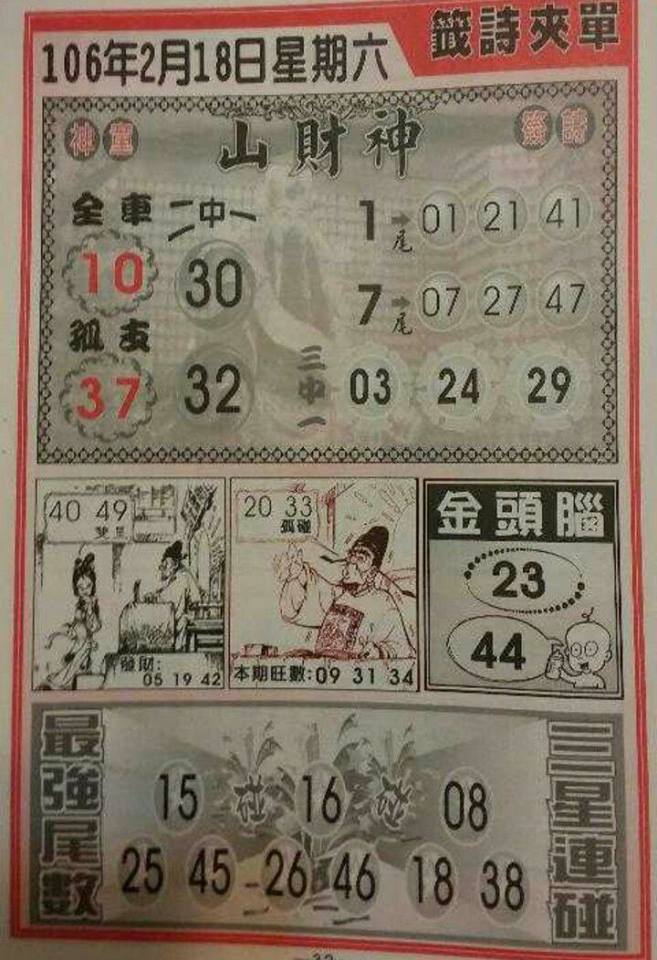 籤詩夾單
106年2月18日星期六
神童 山財神 籤詩
全車 二中一 1→尾 01 21 41
10 30
7→尾 07 27 47
孤支
37 32 三中一 03 24 29
40 49
20 33
孤碰
金頭腦
23
44
發財:
05 19 42
本期旺數:09 31 34
最強尾數
15 碰 16 碰 08
25 45 26 46 18 38
三星連碰